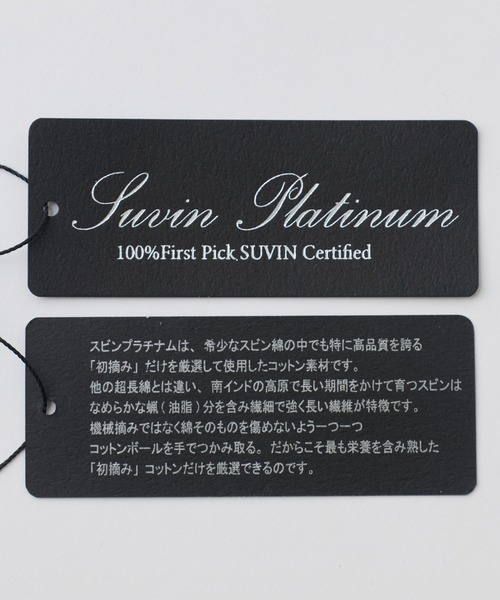 Suvin Platinum
100%First Pick SUVIN Certified
スビンプラチナムは、希少なスビン綿の中でも特に高品質を誇る
「初摘み」だけを厳選して使用したコットン素材です。
他の超長綿とは違い、南インドの高原で長い期間をかけて育つスビンは
なめらかな蝋(油脂)分を含み繊細で強く長い繊維が特徴です。
機械摘みではなく綿そのものを傷めないよう一つ一つ
コットンボールを手でつかみ取る。だからこそ最も栄養を含み熟した
「初摘み」コットンだけを厳選できるのです。